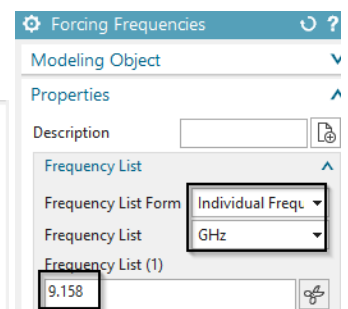 Forcing Frequencies ?
Modeling Object
Properties
Description
Frequency List
Frequency List Form Individual Frequ
Frequency List GHz
Frequency List (1)
9.158